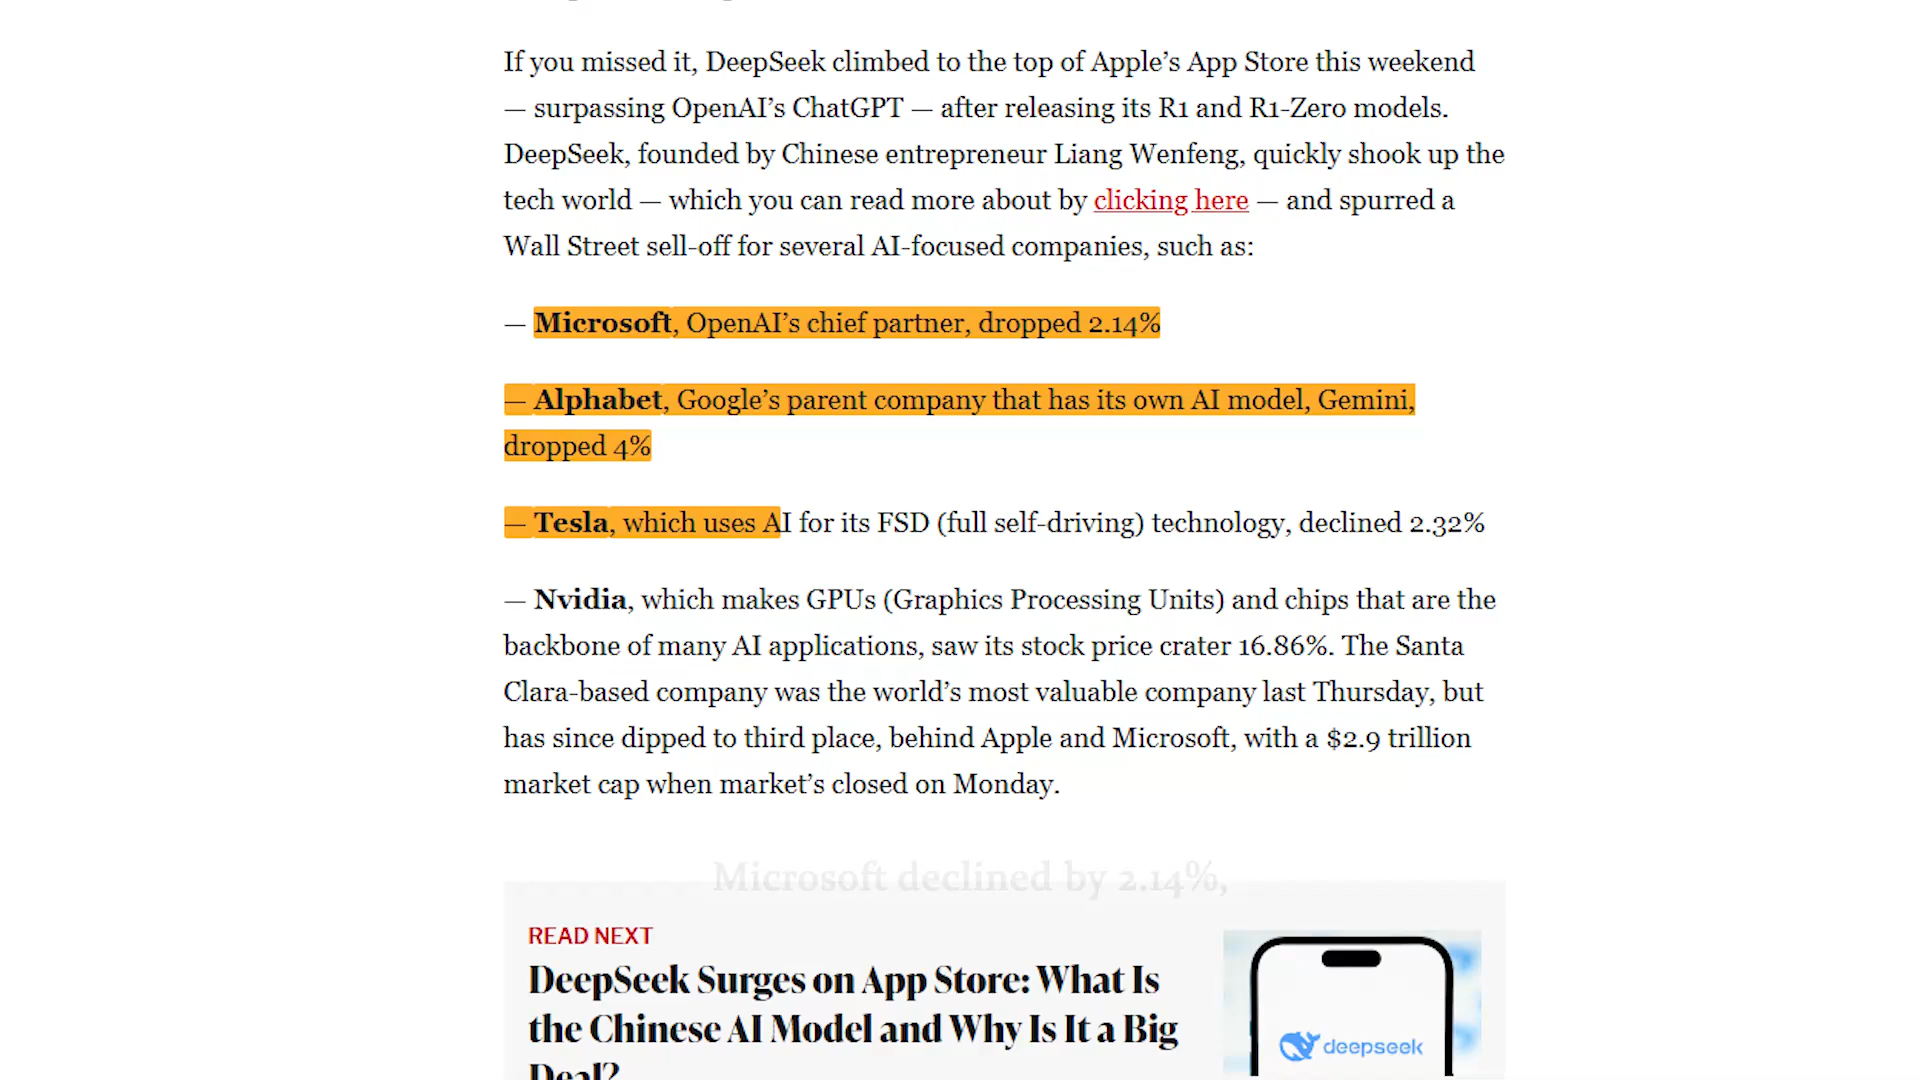 If you missed it, DeepSeek climbed to the top of Apple’s App Store this weekend
— surpassing OpenAI’s ChatGPT — after releasing its R1 and R1-Zero models.
DeepSeek, founded by Chinese entrepreneur Liang Wenfeng, quickly shook up the
tech world — which you can read more about by clicking here — and spurred a
Wall Street sell-off for several AI-focused companies, such as:
— Microsoft, OpenAI’s chief partner, dropped 2.14%
— Alphabet, Google’s parent company that has its own AI model, Gemini,
dropped 4%
— Tesla, which uses AI for its FSD (full self-driving) technology, declined 2.32%
— Nvidia, which makes GPUs (Graphics Processing Units) and chips that are the
backbone of many AI applications, saw its stock price crater 16.86%. The Santa
Clara-based company was the world’s most valuable company last Thursday, but
has since dipped to third place, behind Apple and Microsoft, with a $2.9 trillion
market cap when market’s closed on Monday.
Microsoft declined by 2.14%,
READ NEXT
DeepSeek Surges on App Store: What Is
the Chinese AI Model and Why Is It a Big
Deal?
deepseek